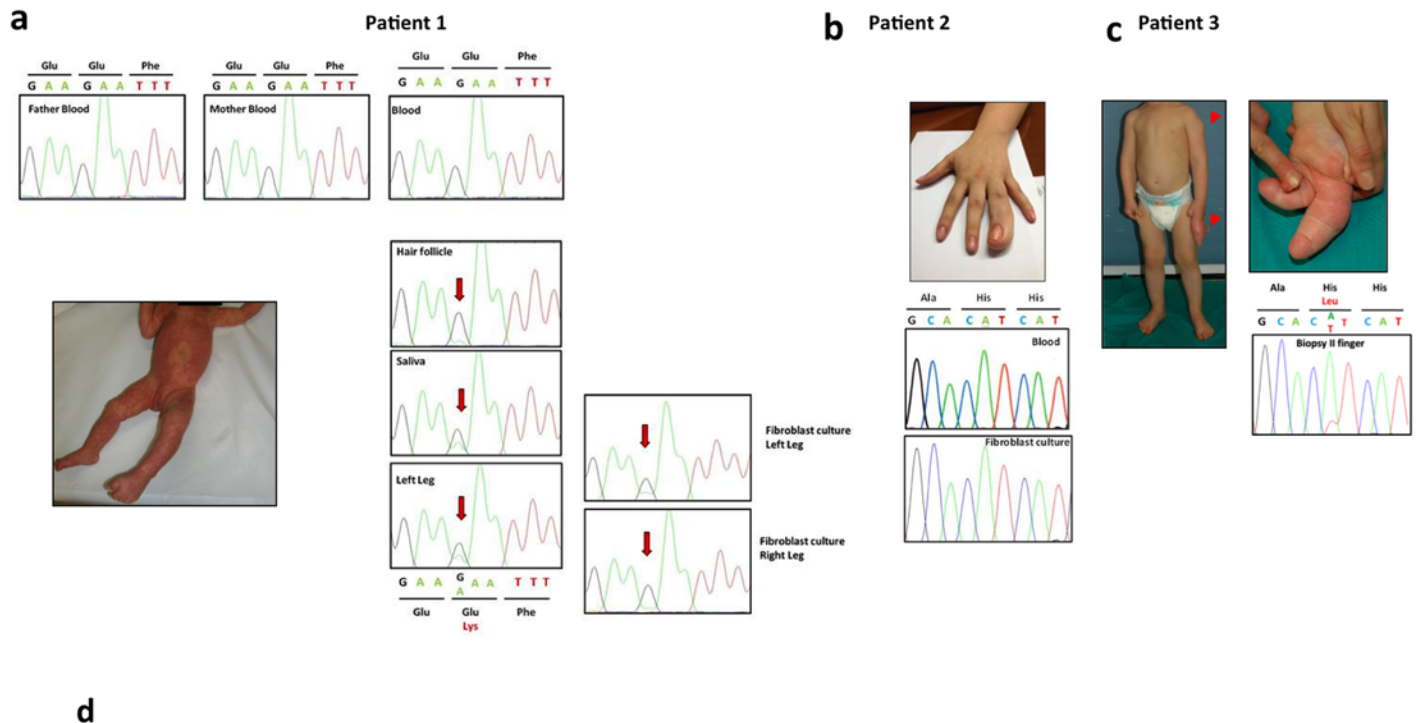 a
Patient 1
Glu Glu Phe
G A A G A A T T T
Father Blood
Glu Glu Phe
G A A G A A T T T
Mother Blood
Glu Glu Phe
G A A G A A T T T
Blood
Hair follicle
Saliva
Left Leg
G A A G A A T T T
A
Glu Glu Phe
Lys
Fibroblast culture
Left Leg
Fibroblast culture
Right Leg
b Patient 2
Ala His His
G C A C A T C A T
Blood
Fibroblast culture
c Patient 3
Ala His His
Leu
G C A C A T C A T
T
Biopsy II finger
d